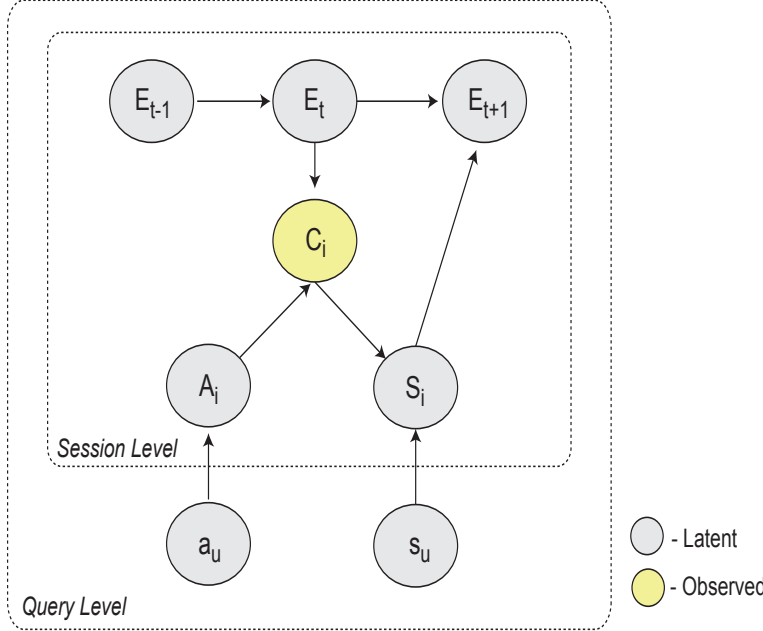 E_{t-1} E_t E_{t+1}
C_i
A_i S_i
Session Level
a_u s_u
- Latent
- Observed
Query Level